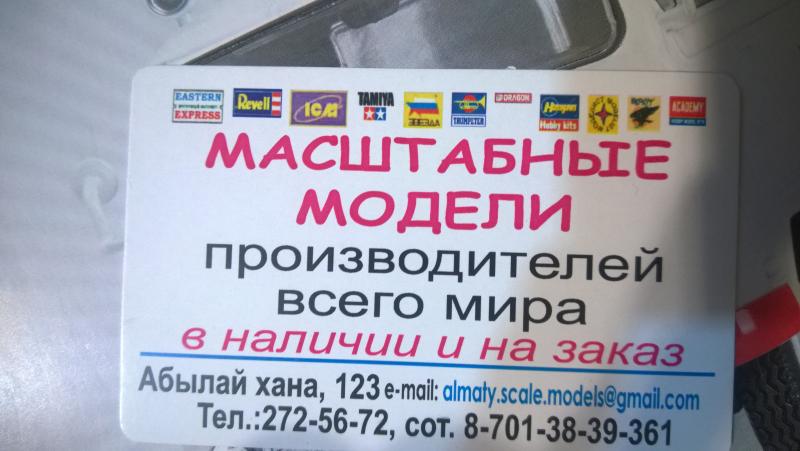 EASTERN EXPRESS Revell ICM TAMIYA ЗВЕЗДА TRUMPETER DRAGON Hasegawa Hobby kits RODEN ACADEMY
МАСШТАБНЫЕ
МОДЕЛИ
производителей
всего мира
в наличии и на заказ
Абылай хана, 123 e-mail: almaty.scale.models@gmail.com
Тел.:272-56-72, сот. 8-701-38-39-361